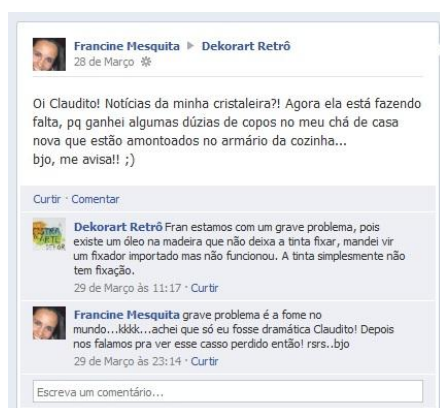 Francine Mesquita ▶ Dekorart Retrô
28 de Março
Oi Claudito! Notícias da minha cristaleira?! Agora ela está fazendo
falta, pq ganhei algumas dúzias de copos no meu chá de casa
nova que estão amontoados no armário da cozinha...
bjo, me avisa!! ;)
Curtir · Comentar
Dekorart Retrô Fran estamos com um grave problema, pois
existe um óleo na madeira que não deixa a tinta fixar, mandei vir
um fixador importado mas não funcionou. A tinta simplesmente não
tem fixação.
29 de Março às 11:17 · Curtir
Francine Mesquita grave problema é a fome no
mundo...kkkk...achei que só eu fosse dramática Claudito! Depois
nos falamos pra ver esse casso perdido então! rsrs..bjo
29 de Março às 23:14 · Curtir
Escreva um comentário...